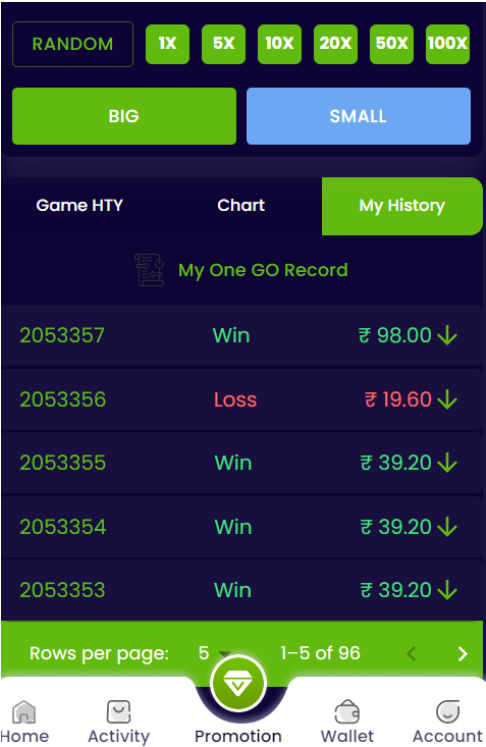 RANDOM 1X 5X 10X 20X 50X 100X
BIG SMALL
Game HTY Chart My History
My One GO Record
2053357 Win ₹ 98.00
2053356 Loss ₹ 19.60
2053355 Win ₹ 39.20
2053354 Win ₹ 39.20
2053353 Win ₹ 39.20
Rows per page: 5 1–5 of 96
Home Activity Promotion Wallet Account